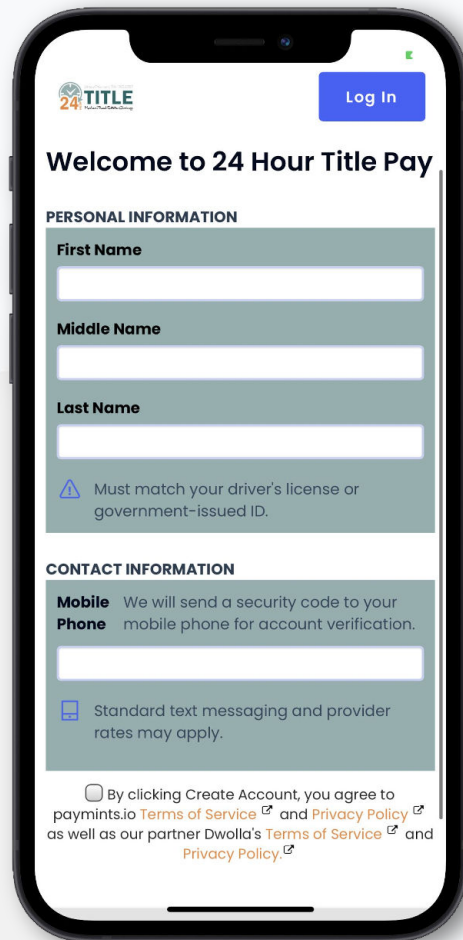 24 TITLE
Log In
Welcome to 24 Hour Title Pay
PERSONAL INFORMATION
First Name
Middle Name
Last Name
Must match your driver's license or
government-issued ID.
CONTACT INFORMATION
Mobile Phone
We will send a security code to your
mobile phone for account verification.
Standard text messaging and provider
rates may apply.
By clicking Create Account, you agree to
paymints.io Terms of Service and Privacy Policy
as well as our partner Dwolla's Terms of Service and
Privacy Policy.